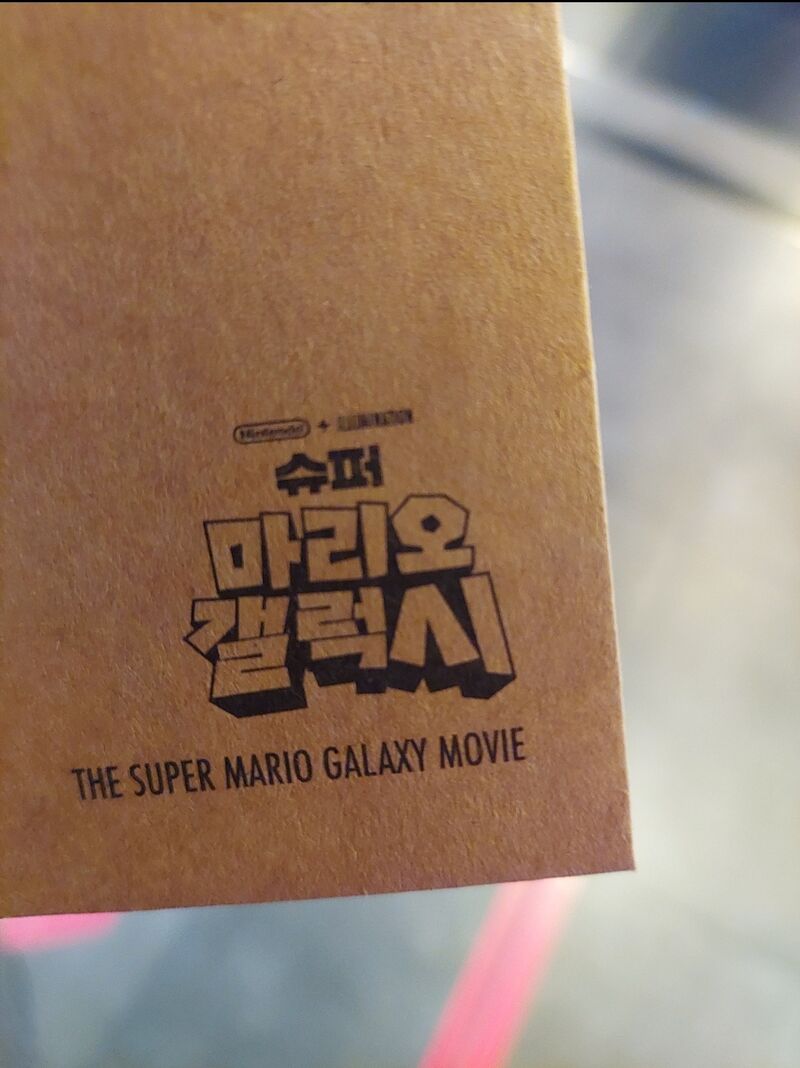 Nintendo + ILLUMINATION
슈퍼
마리오
갤럭시
THE SUPER MARIO GALAXY MOVIE